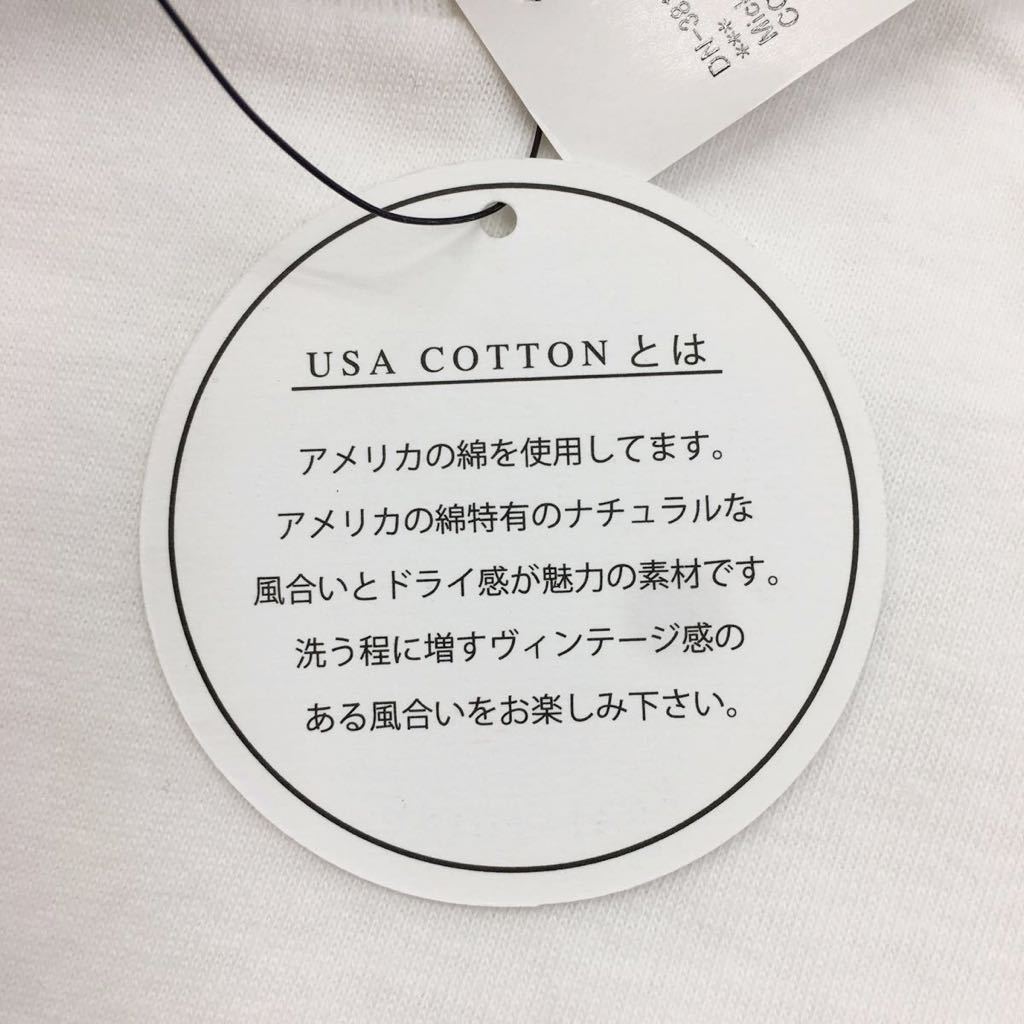 USA COTTON とは
アメリカの綿を使用してます。
アメリカの綿特有のナチュラルな
風合いとドライ感が魅力の素材です。
洗う程に増すヴィンテージ感の
ある風合いをお楽しみ下さい。
***